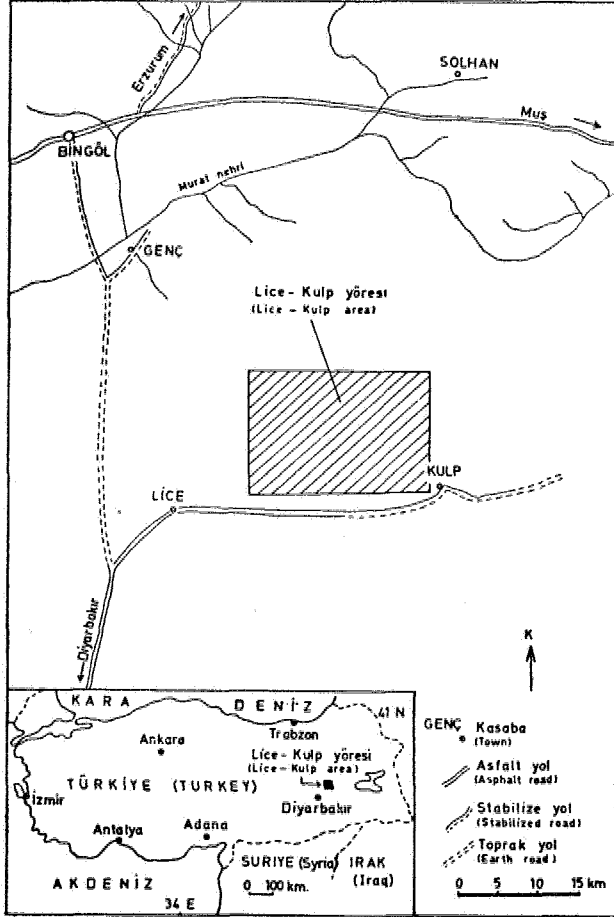 Erzurum
SOLHAN
Muş
BİNGÖL
Murat nehri
GENÇ
Lice - Kulp yöresi
(Lice - Kulp area)
KULP
LİCE
Diyarbakır
K
KARA DENİZ
41 N
Trabzon
Ankara
Lice - Kulp yöresi
(Lice-Kulp area)
TÜRKİYE (TURKEY)
İzmir
Diyarbakır
Antalya
Adana
SURIYE (Syria)
IRAK
(Iraq)
AKDENİZ
0 100 km.
34 E
GENÇ Kasaba
(Town)
Asfalt yol
(Asphalt road)
Stabilize yol
(Stabilized road)
Toprak yol
(Earth road)
0 5 10 15 km